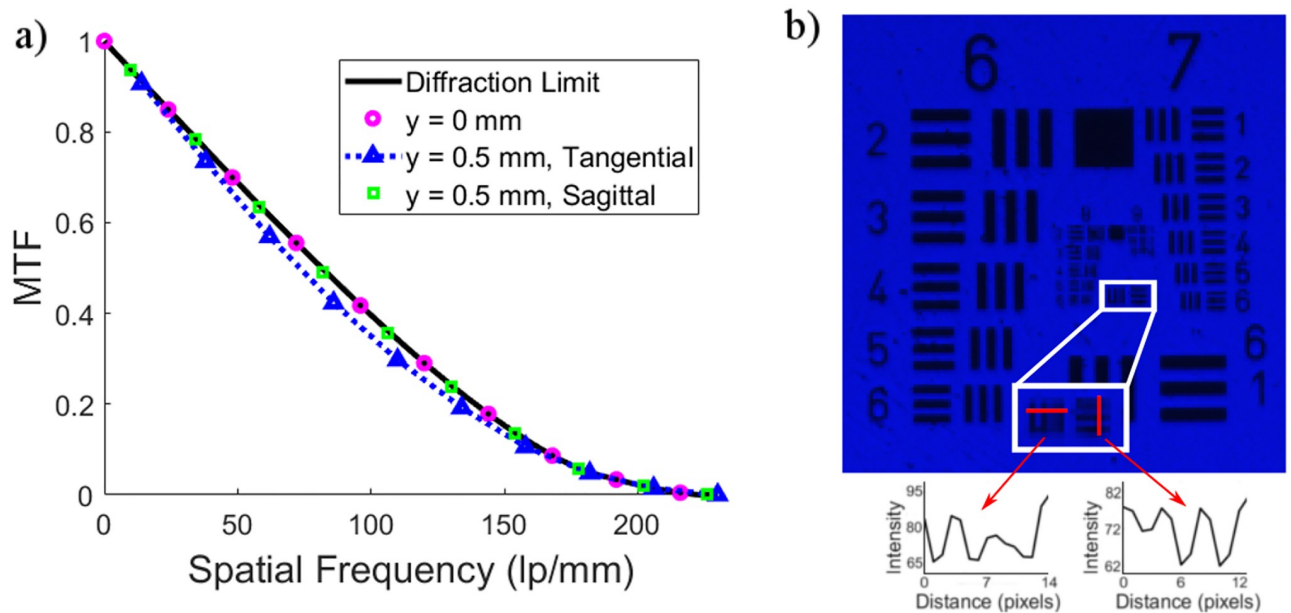 a)
1
0.8
0.6
0.4
0.2
0
MTF
0 50 100 150 200
Spatial Frequency (lp/mm)
Diffraction Limit
y = 0 mm
y = 0.5 mm, Tangential
y = 0.5 mm, Sagittal
b)
6 7
2
3
4
5
6
1
2
3
4
5
6
8 9
6
1
95
80
65
Intensity
0 7 14
Distance (pixels)
82
72
62
Intensity
0 6 12
Distance (pixels)